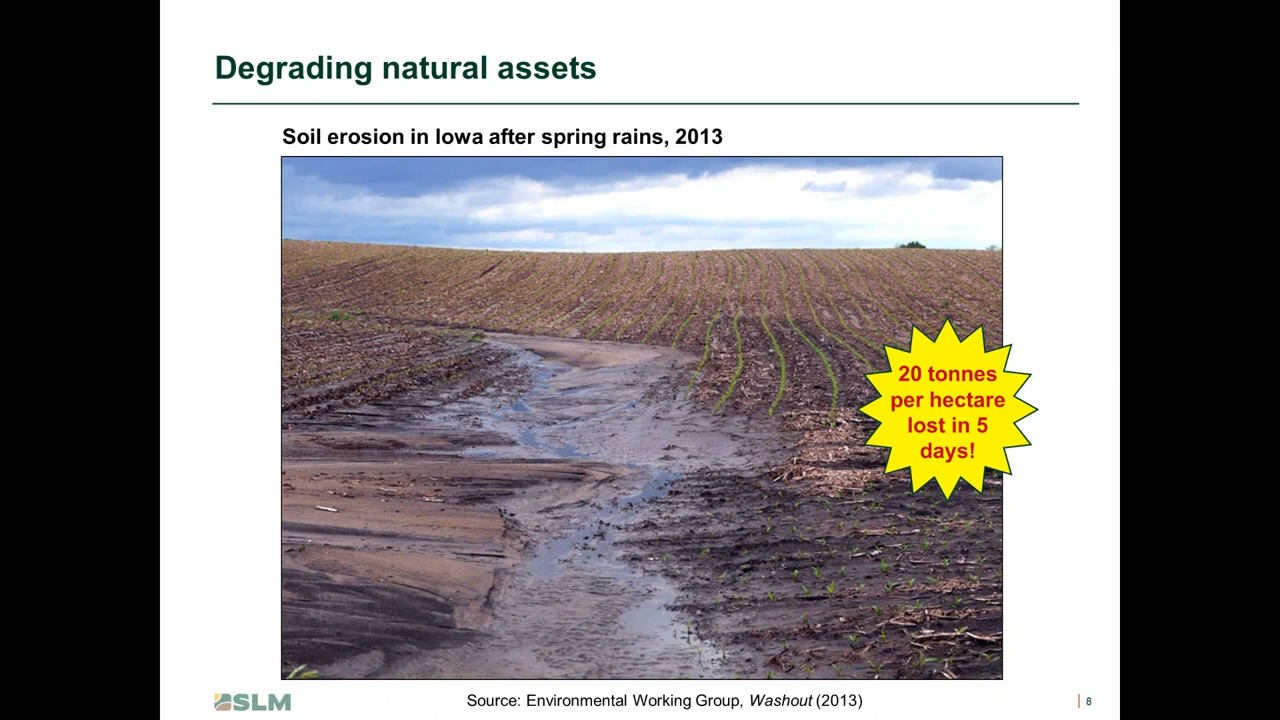 Degrading natural assets
Soil erosion in Iowa after spring rains, 2013
20 tonnes
per hectare
lost in 5
days!
SLM
Source: Environmental Working Group, Washout (2013)
8